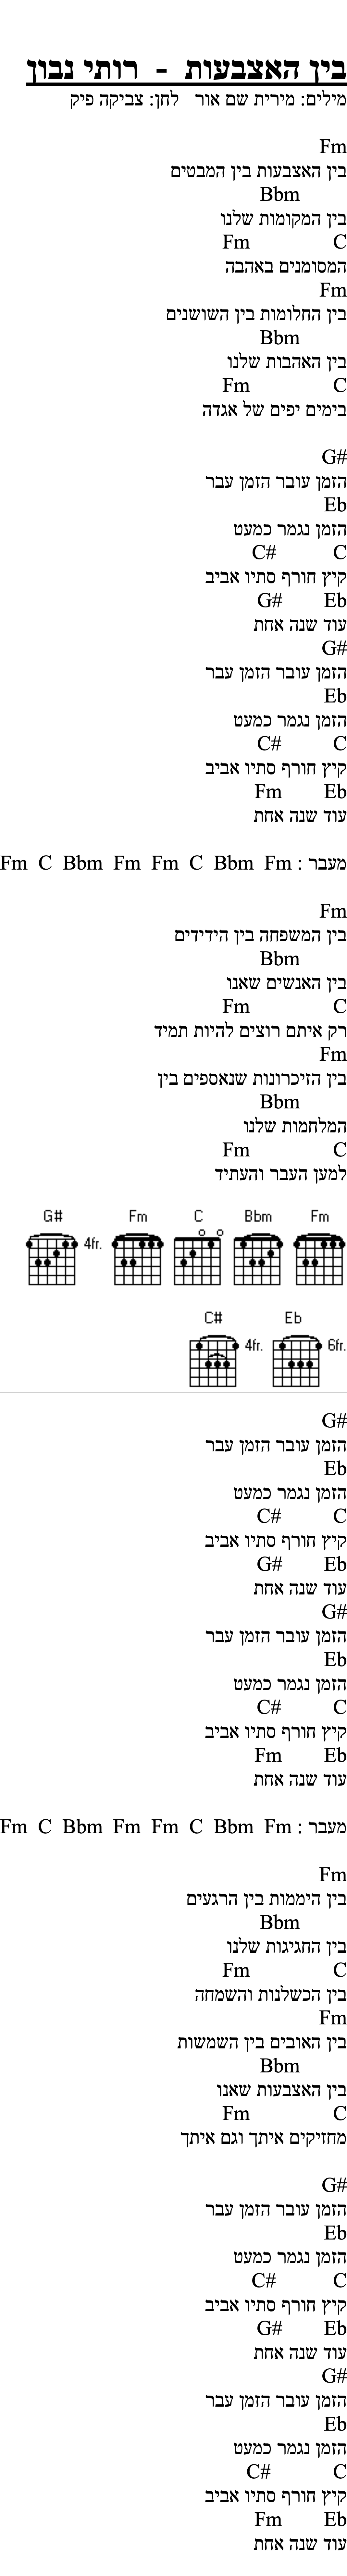 בין האצבעות - רותי נבון
מילים: מירית שם אור לחן: צביקה פיק
Fm
בין האצבעות בין המבטים
Bbm
בין המקומות שלנו
Fm C
המסומנים באהבה
Fm
בין החלומות בין השושנים
Bbm
בין האהבות שלנו
Fm C
בימים יפים של אגדה
G#
הזמן עובר הזמן עבר
Eb
הזמן נגמר כמעט
C# C
קיץ חורף סתיו אביב
G# Eb
עוד שנה אחת
G#
הזמן עובר הזמן עבר
Eb
הזמן נגמר כמעט
C# C
קיץ חורף סתיו אביב
Fm Eb
עוד שנה אחת
מעבר : Fm C Bbm Fm Fm C Bbm Fm
Fm
בין המשפחה בין הידידים
Bbm
בין האנשים שאנו
Fm C
רק איתם רוצים להיות תמיד
Fm
בין הזיכרונות שנאספים בין
Bbm
המלחמות שלנו
Fm C
למען העבר והעתיד
G# Fm C Bbm Fm
4fr.
C# Eb
4fr. 6fr.
G#
הזמן עובר הזמן עבר
Eb
הזמן נגמר כמעט
C# C
קיץ חורף סתיו אביב
G# Eb
עוד שנה אחת
G#
הזמן עובר הזמן עבר
Eb
הזמן נגמר כמעט
C# C
קיץ חורף סתיו אביב
Fm Eb
עוד שנה אחת
מעבר : Fm C Bbm Fm Fm C Bbm Fm
Fm
בין היממות בין הרגעים
Bbm
בין החגיגות שלנו
Fm C
בין הכשלנות והשמחה
Fm
בין האובים בין השמשות
Bbm
בין האצבעות שאנו
Fm C
מחזיקים איתך וגם איתך
G#
הזמן עובר הזמן עבר
Eb
הזמן נגמר כמעט
C# C
קיץ חורף סתיו אביב
G# Eb
עוד שנה אחת
G#
הזמן עובר הזמן עבר
Eb
הזמן נגמר כמעט
C# C
קיץ חורף סתיו אביב
Fm Eb
עוד שנה אחת